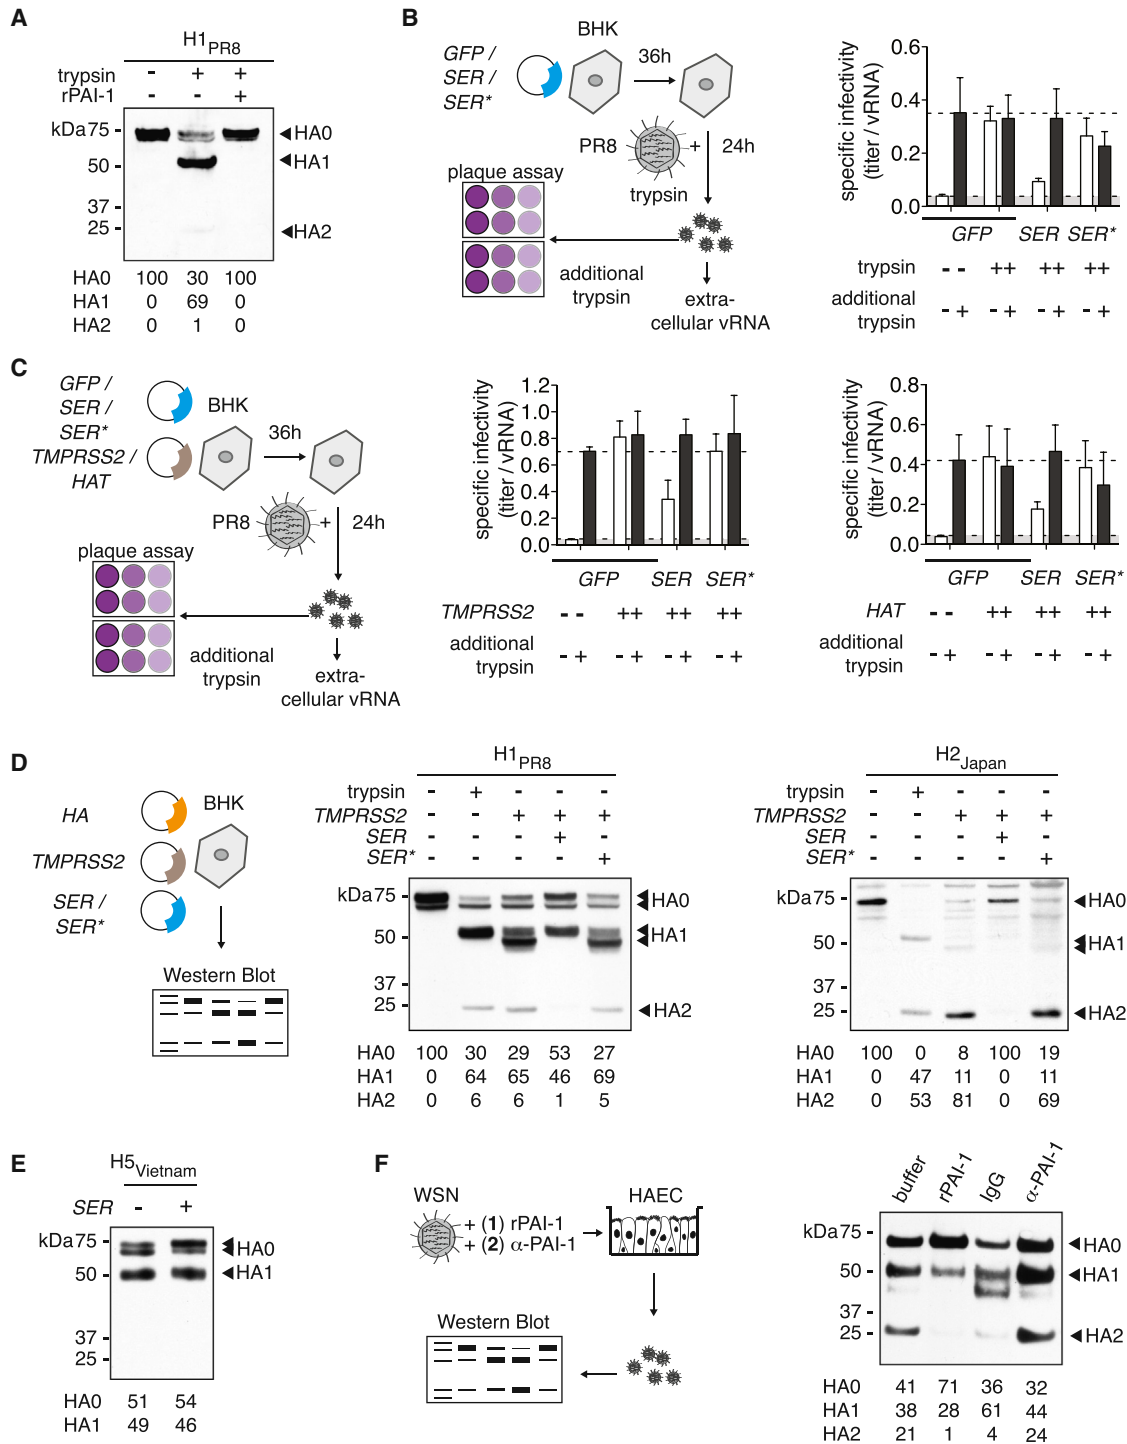 A
H1PR8
trypsin - + +
rPAI-1 - - +
kDa 75
50
37
25
HA0
HA1
HA2
HA0 100 30 100
HA1 0 69 0
HA2 0 1 0
B
GFP /
SER /
SER*
BHK
36h
PR8
+
24h
trypsin
plaque assay
additional
trypsin
extra-
cellular vRNA
specific infectivity
(titer / vRNA)
0.6
0.4
0.2
0.0
GFP SER SER*
trypsin -- ++ ++ ++
additional
trypsin
- + - + - + - +
C
GFP /
SER /
SER*
TMPRSS2 /
HAT
BHK
36h
PR8
+
24h
plaque assay
additional
trypsin
extra-
cellular vRNA
specific infectivity
(titer / vRNA)
1.2
1.0
0.8
0.6
0.4
0.2
0.0
GFP SER SER*
TMPRSS2 -- ++ ++ ++
additional
trypsin
- + - + - + - +
specific infectivity
(titer / vRNA)
0.8
0.6
0.4
0.2
0.0
GFP SER SER*
HAT -- ++ ++ ++
additional
trypsin
- + - + - + - +
D
HA
TMPRSS2
SER /
SER*
BHK
Western Blot
H1PR8
trypsin - + - - -
TMPRSS2 - - + + +
SER - - - + -
SER* - - - - +
kDa 75
50
37
25
HA0
HA1
HA2
HA0 100 30 29 53 27
HA1 0 64 65 46 69
HA2 0 6 6 1 5
H2Japan
trypsin - + - - -
TMPRSS2 - - + + +
SER - - - + -
SER* - - - - +
kDa 75
50
37
25
HA0
HA1
HA2
HA0 100 0 8 100 19
HA1 0 47 11 0 11
HA2 0 53 81 0 69
E
H5Vietnam
SER - +
kDa 75
50
37
25
HA0
HA1
HA0 51 54
HA1 49 46
F
WSN
+ (1) rPAI-1
+ (2) α-PAI-1
HAEC
Western Blot
buffer rPAI-1 IgG α-PAI-1
kDa 75
50
37
25
HA0
HA1
HA2
HA0 41 71 36 32
HA1 38 28 61 44
HA2 21 1 4 24